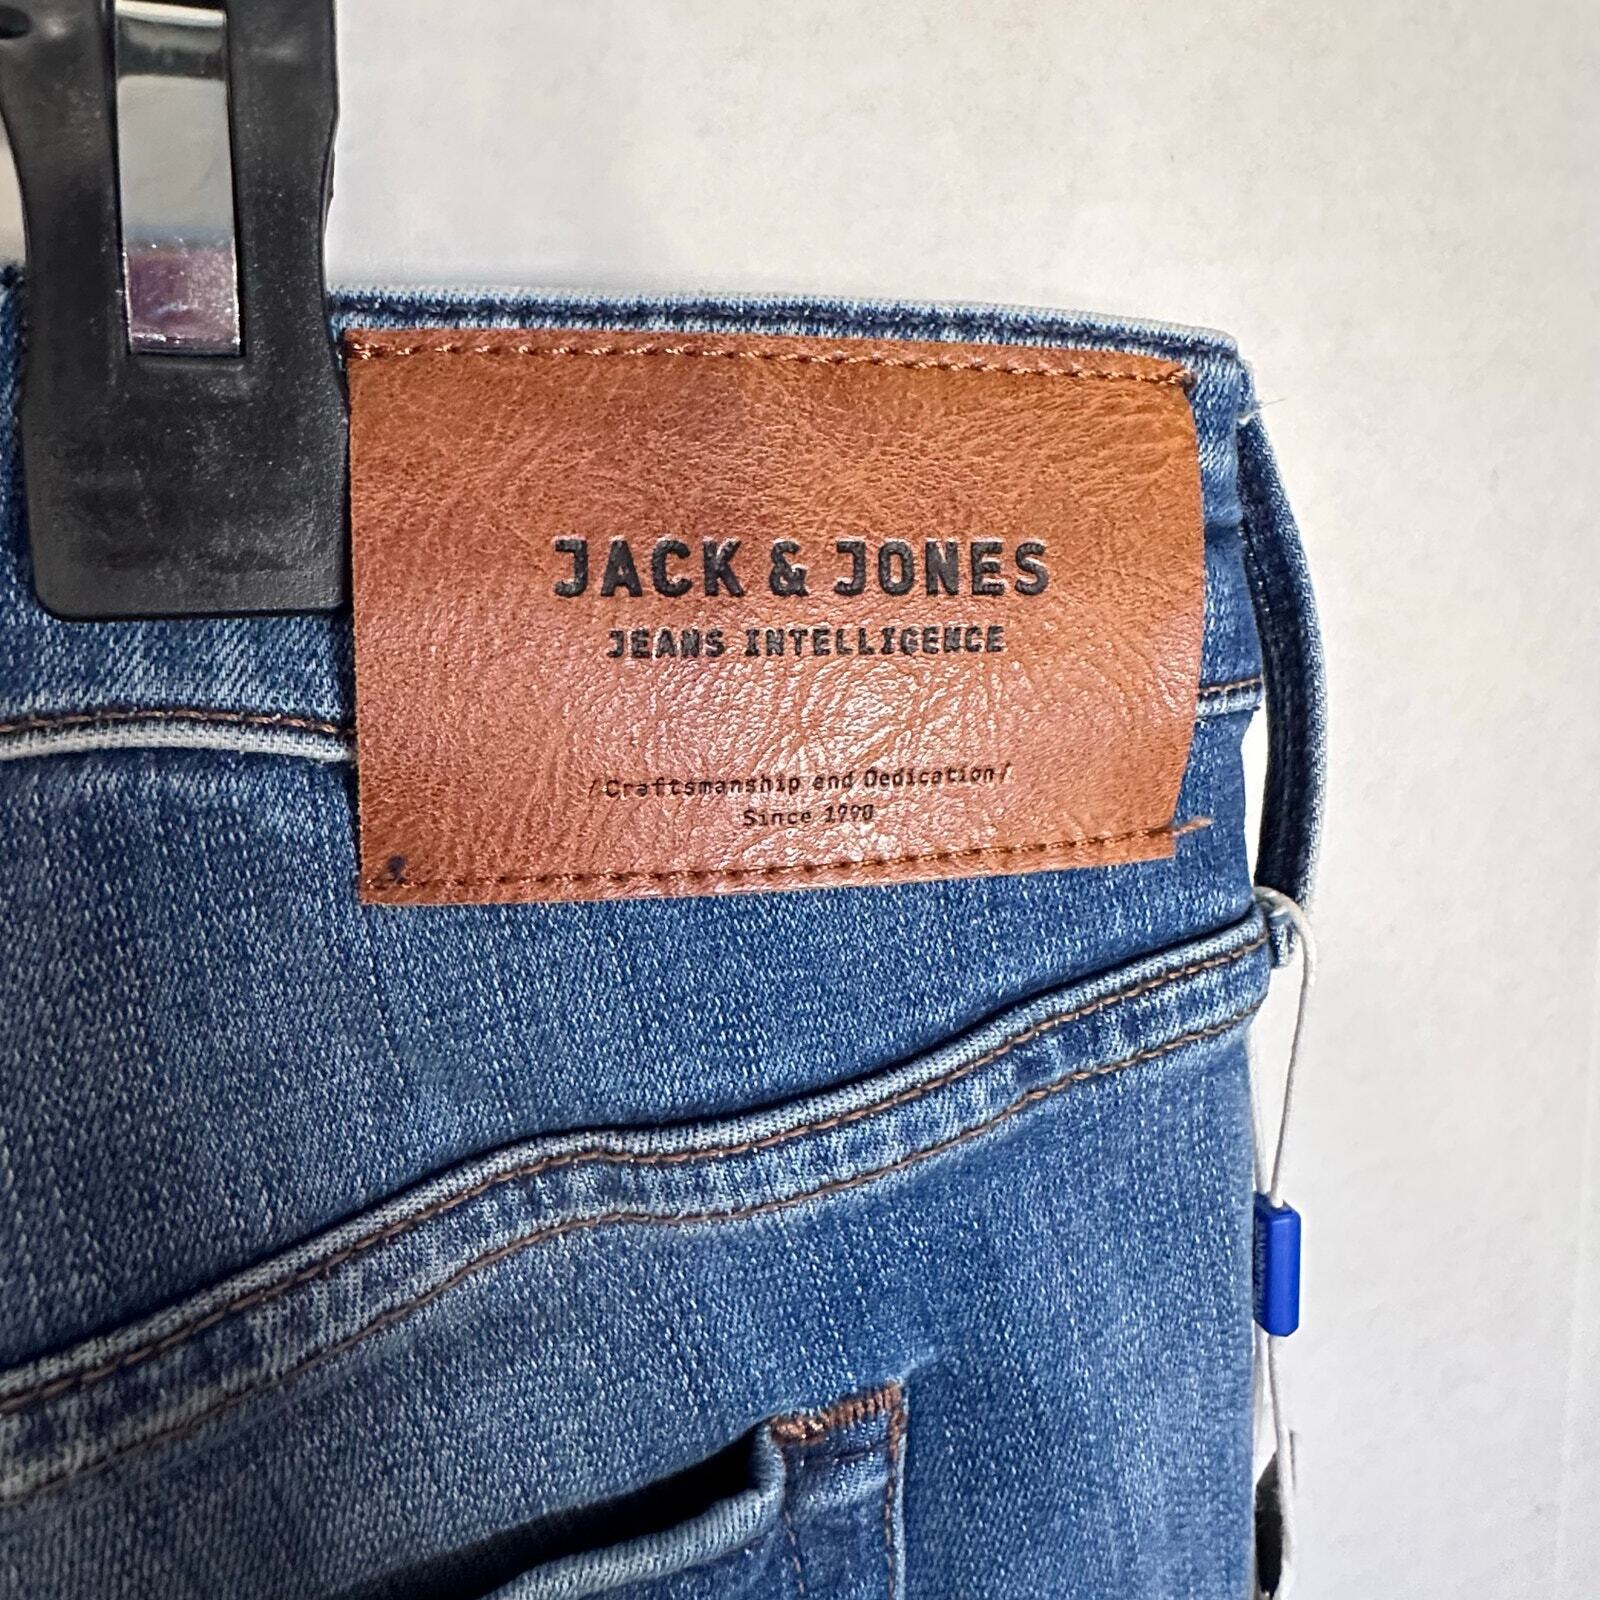 JACK & JONES
JEANS INTELLIGENCE
/Craftsmanship and Dedication/
Since 1990